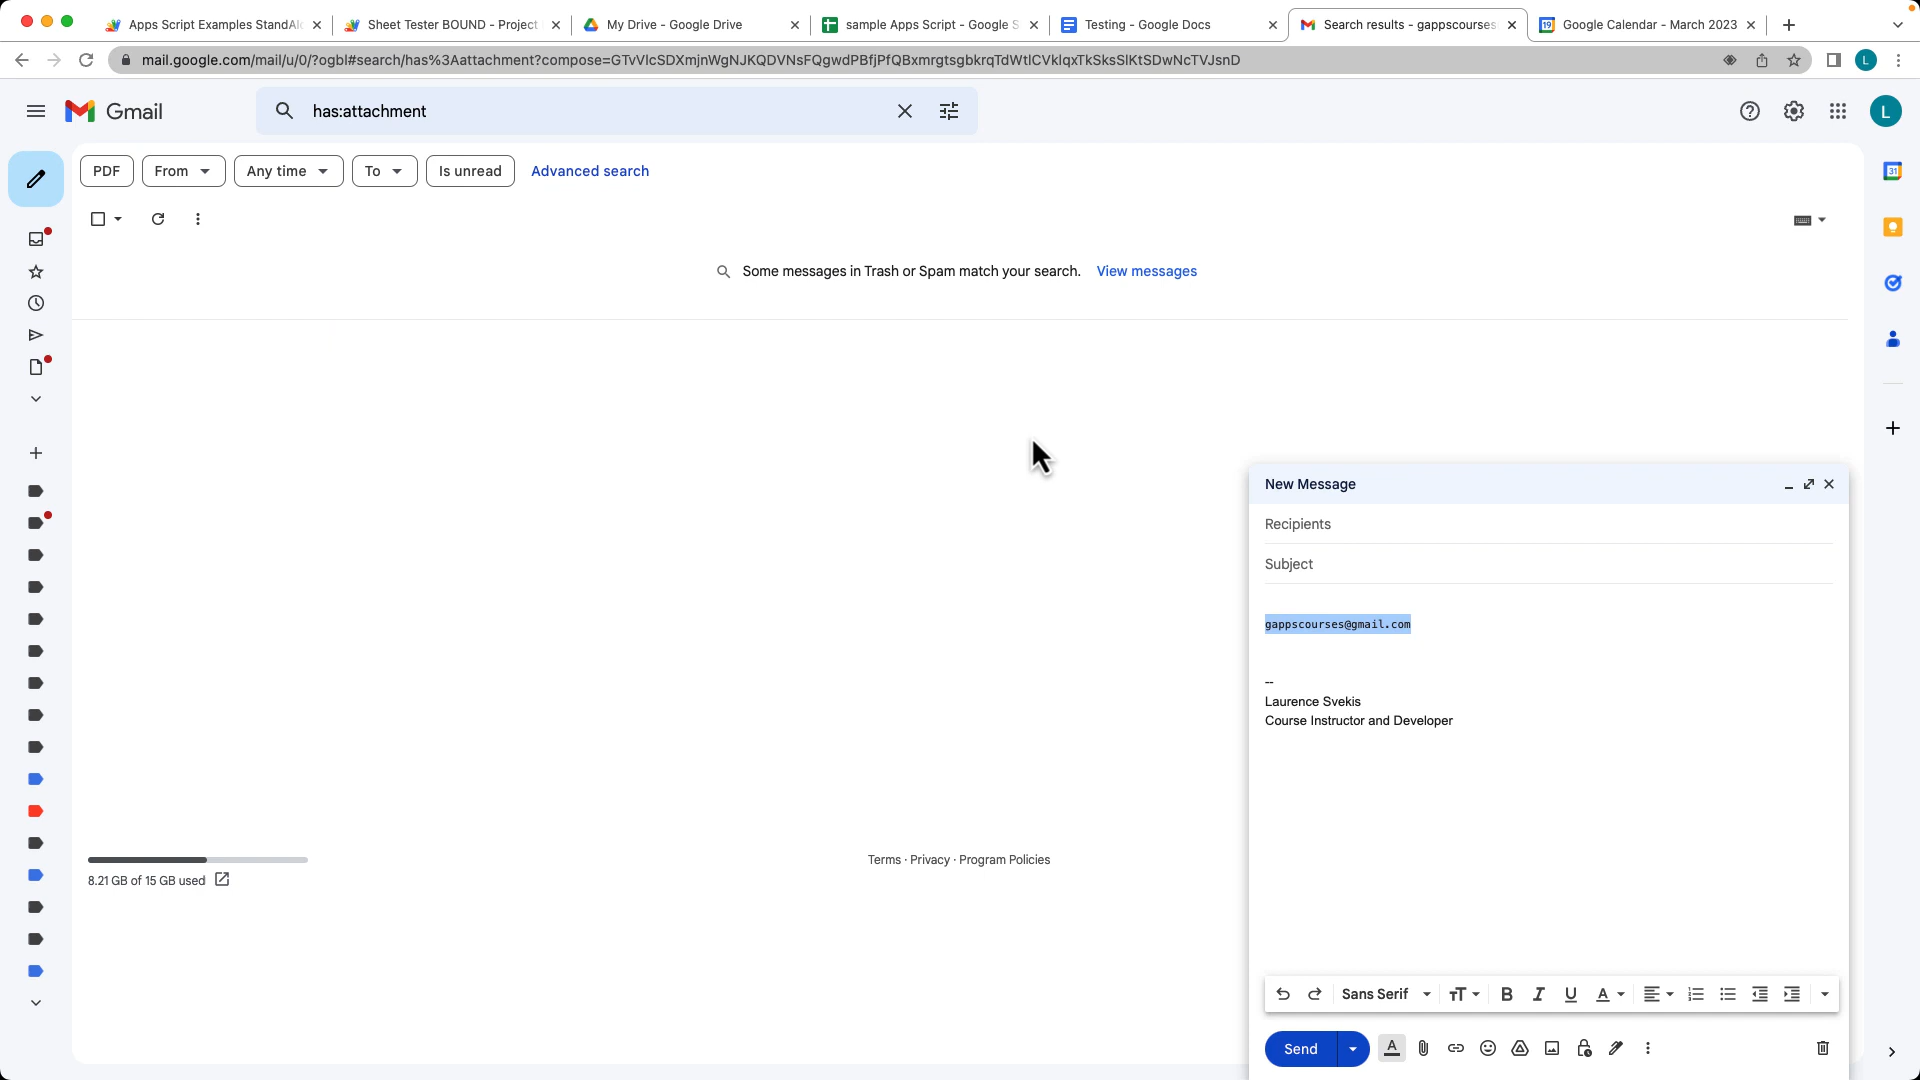 Apps Script Examples StandAl
Sheet Tester BOUND - Project
My Drive - Google Drive
sample Apps Script - Google S
Testing - Google Docs
Search results - gappscourses
19
Google Calendar - March 2023
mail.google.com/mail/u/0/?ogbl#search/has%3Aattachment?compose=GTvVlcSDXmjnWgNJKQDVNsFQgwdPBfjPfQBxmrgtsgbkrqTdWtlCVklqxTkSksSlKtSDwNcTVJsnD
L
Gmail
has:attachment
L
PDF
From
Any time
To
Is unread
Advanced search
31
Some messages in Trash or Spam match your search. View messages
New Message
Recipients
Subject
gappscourses@gmail.com
--
Laurence Svekis
Course Instructor and Developer
Terms · Privacy · Program Policies
8.21 GB of 15 GB used
Sans Serif
Send